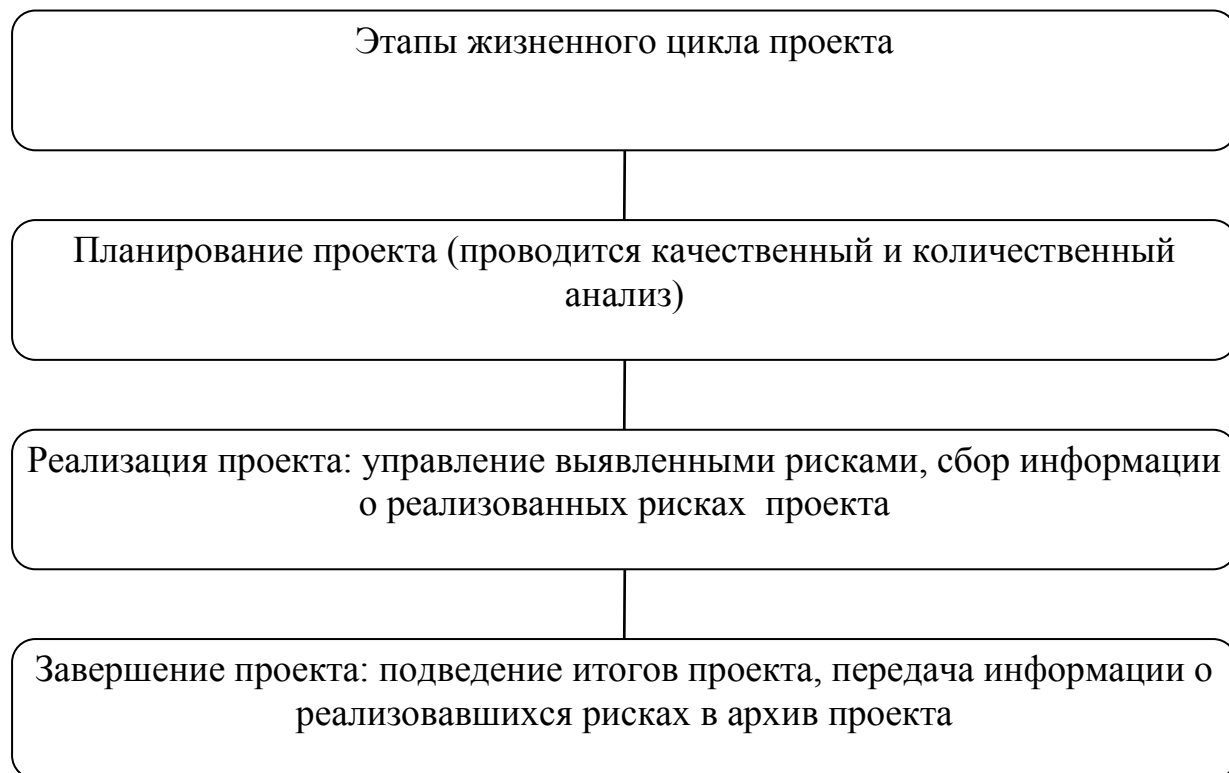 Этапы жизненного цикла проекта
Планирование проекта (проводится качественный и количественный
анализ)
Реализация проекта: управление выявленными рисками, сбор информации
о реализованных рисках  проекта
Завершение проекта: подведение итогов проекта, передача информации о
реализовавшихся рисках в архив проекта